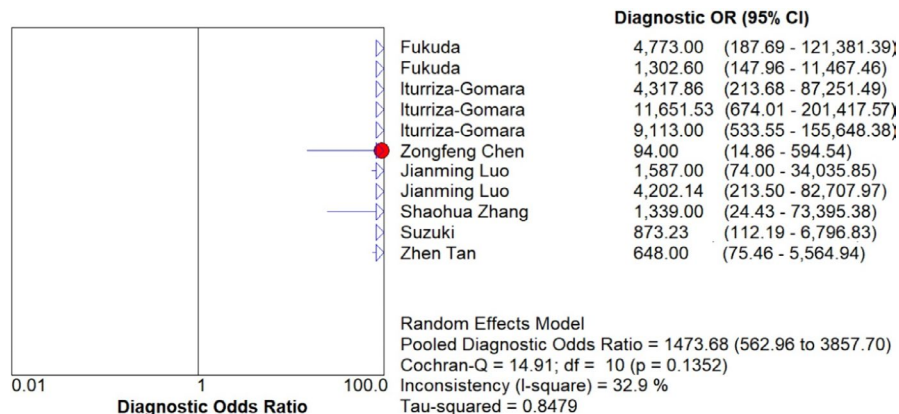 Diagnostic OR (95% CI)
Fukuda 4,773.00 (187.69 - 121,381.39)
Fukuda 1,302.60 (147.96 - 11,467.46)
Iturriza-Gomara 4,317.86 (213.68 - 87,251.49)
Iturriza-Gomara 11,651.53 (674.01 - 201,417.57)
Iturriza-Gomara 9,113.00 (533.55 - 155,648.38)
Zongfeng Chen 94.00 (14.86 - 594.54)
Jianming Luo 1,587.00 (74.00 - 34,035.85)
Jianming Luo 4,202.14 (213.50 - 82,707.97)
Shaohua Zhang 1,339.00 (24.43 - 73,395.38)
Suzuki 873.23 (112.19 - 6,796.83)
Zhen Tan 648.00 (75.46 - 5,564.94)
Random Effects Model
Pooled Diagnostic Odds Ratio = 1473.68 (562.96 to 3857.70)
Cochran-Q = 14.91; df = 10 (p = 0.1352)
Inconsistency (I-square) = 32.9 %
Tau-squared = 0.8479
0.01 1 100.0
Diagnostic Odds Ratio